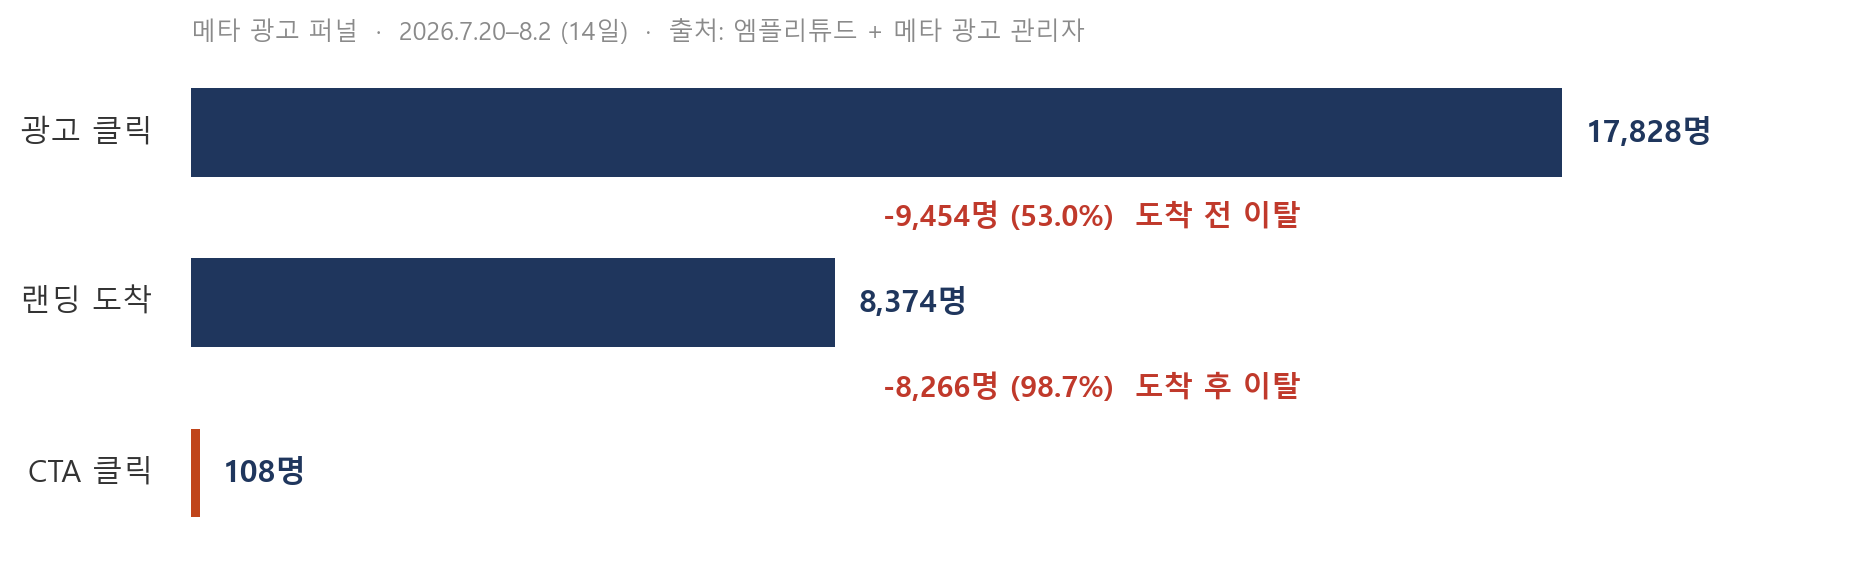 메타 광고 퍼널 · 2026.7.20–8.2 (14일) · 출처: 엠플리튜드 + 메타 광고 관리자
광고 클릭 17,828명
-9,454명 (53.0%) 도착 전 이탈
랜딩 도착 8,374명
-8,266명 (98.7%) 도착 후 이탈
CTA 클릭 108명